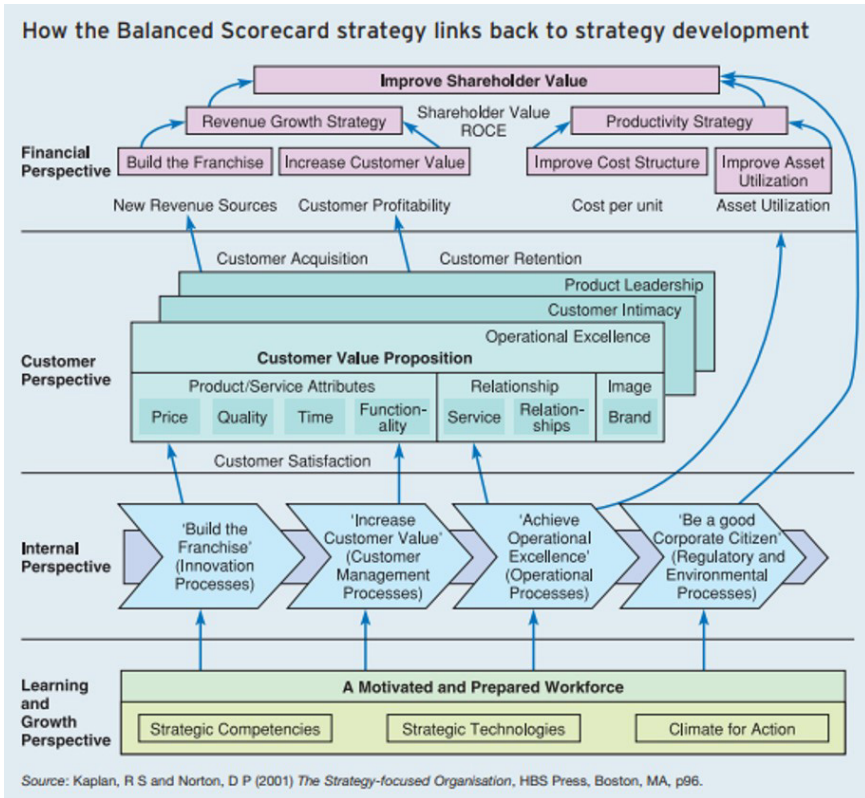 How the Balanced Scorecard strategy links back to strategy development
Improve Shareholder Value
Revenue Growth Strategy
Shareholder Value
ROCE
Productivity Strategy
Financial
Perspective
Build the Franchise
Increase Customer Value
Improve Cost Structure
Improve Asset
Utilization
New Revenue Sources
Customer Profitability
Cost per unit
Asset Utilization
Customer Acquisition
Customer Retention
Product Leadership
Customer Intimacy
Operational Excellence
Customer
Perspective
Customer Value Proposition
Product/Service Attributes
Relationship
Image
Price
Quality
Time
Function-
ality
Service
Relation-
ships
Brand
Customer Satisfaction
Internal
Perspective
‘Build the
Franchise’
(Innovation
Processes)
‘Increase
Customer Value’
(Customer
Management
Processes)
‘Achieve
Operational
Excellence’
(Operational
Processes)
‘Be a good
Corporate Citizen’
(Regulatory and
Environmental
Processes)
Learning
and
Growth
Perspective
A Motivated and Prepared Workforce
Strategic Competencies
Strategic Technologies
Climate for Action
Source: Kaplan, R S and Norton, D P (2001) The Strategy-focused Organisation, HBS Press, Boston, MA, p96.